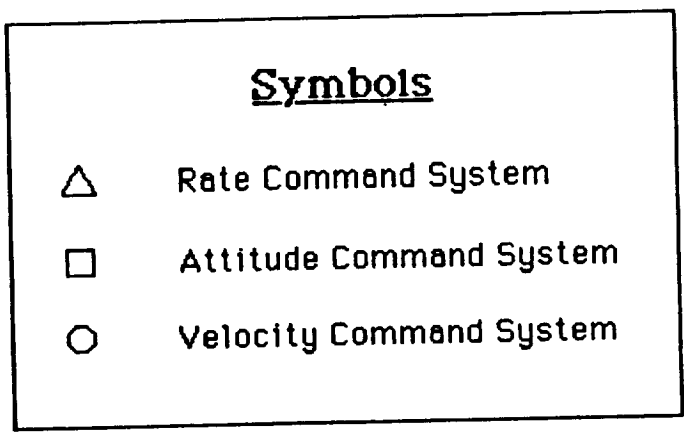 Symbols
Rate Command System
Attitude Command System
Velocity Command System